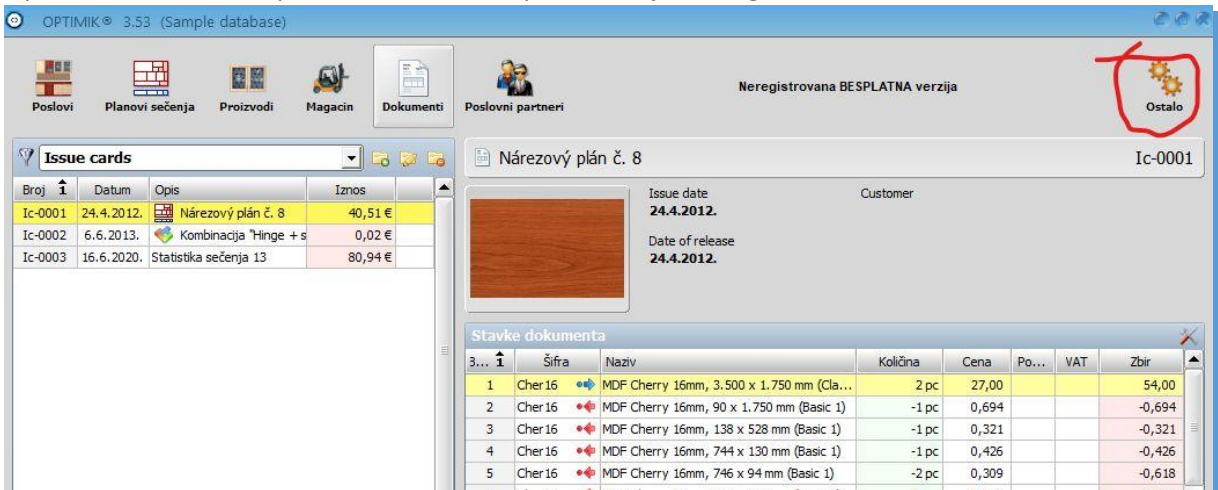 OPTIMIK® 3.53 (Sample database)
Poslovi
Planovi sečenja
Proizvodi
Magacin
Dokumenti
Poslovni partneri
Neregistrovana BESPLATNA verzija
Ostalo
Issue cards
Nárezový plán č. 8 Ic-0001
Broj 1 Datum Opis Iznos
Ic-0001 24.4.2012. Nárezový plán č. 8 40,51 €
Ic-0002 6.6.2013. Kombinacija "Hinge + s 0,02 €
Ic-0003 16.6.2020. Statistika sečenja 13 80,94 €
Issue date
24.4.2012.
Customer
Date of release
24.4.2012.
Stavke dokumenta
З... 1 Šifra Naziv Količina Cena Po... VAT Zbir
1 Cher16 MDF Cherry 16mm, 3.500 x 1.750 mm (Cla... 2 pc 27,00 54,00
2 Cher16 MDF Cherry 16mm, 90 x 1.750 mm (Basic 1) -1 pc 0,694 -0,694
3 Cher16 MDF Cherry 16mm, 138 x 528 mm (Basic 1) -1 pc 0,321 -0,321
4 Cher16 MDF Cherry 16mm, 744 x 130 mm (Basic 1) -1 pc 0,426 -0,426
5 Cher16 MDF Cherry 16mm, 746 x 94 mm (Basic 1) -2 pc 0,309 -0,618